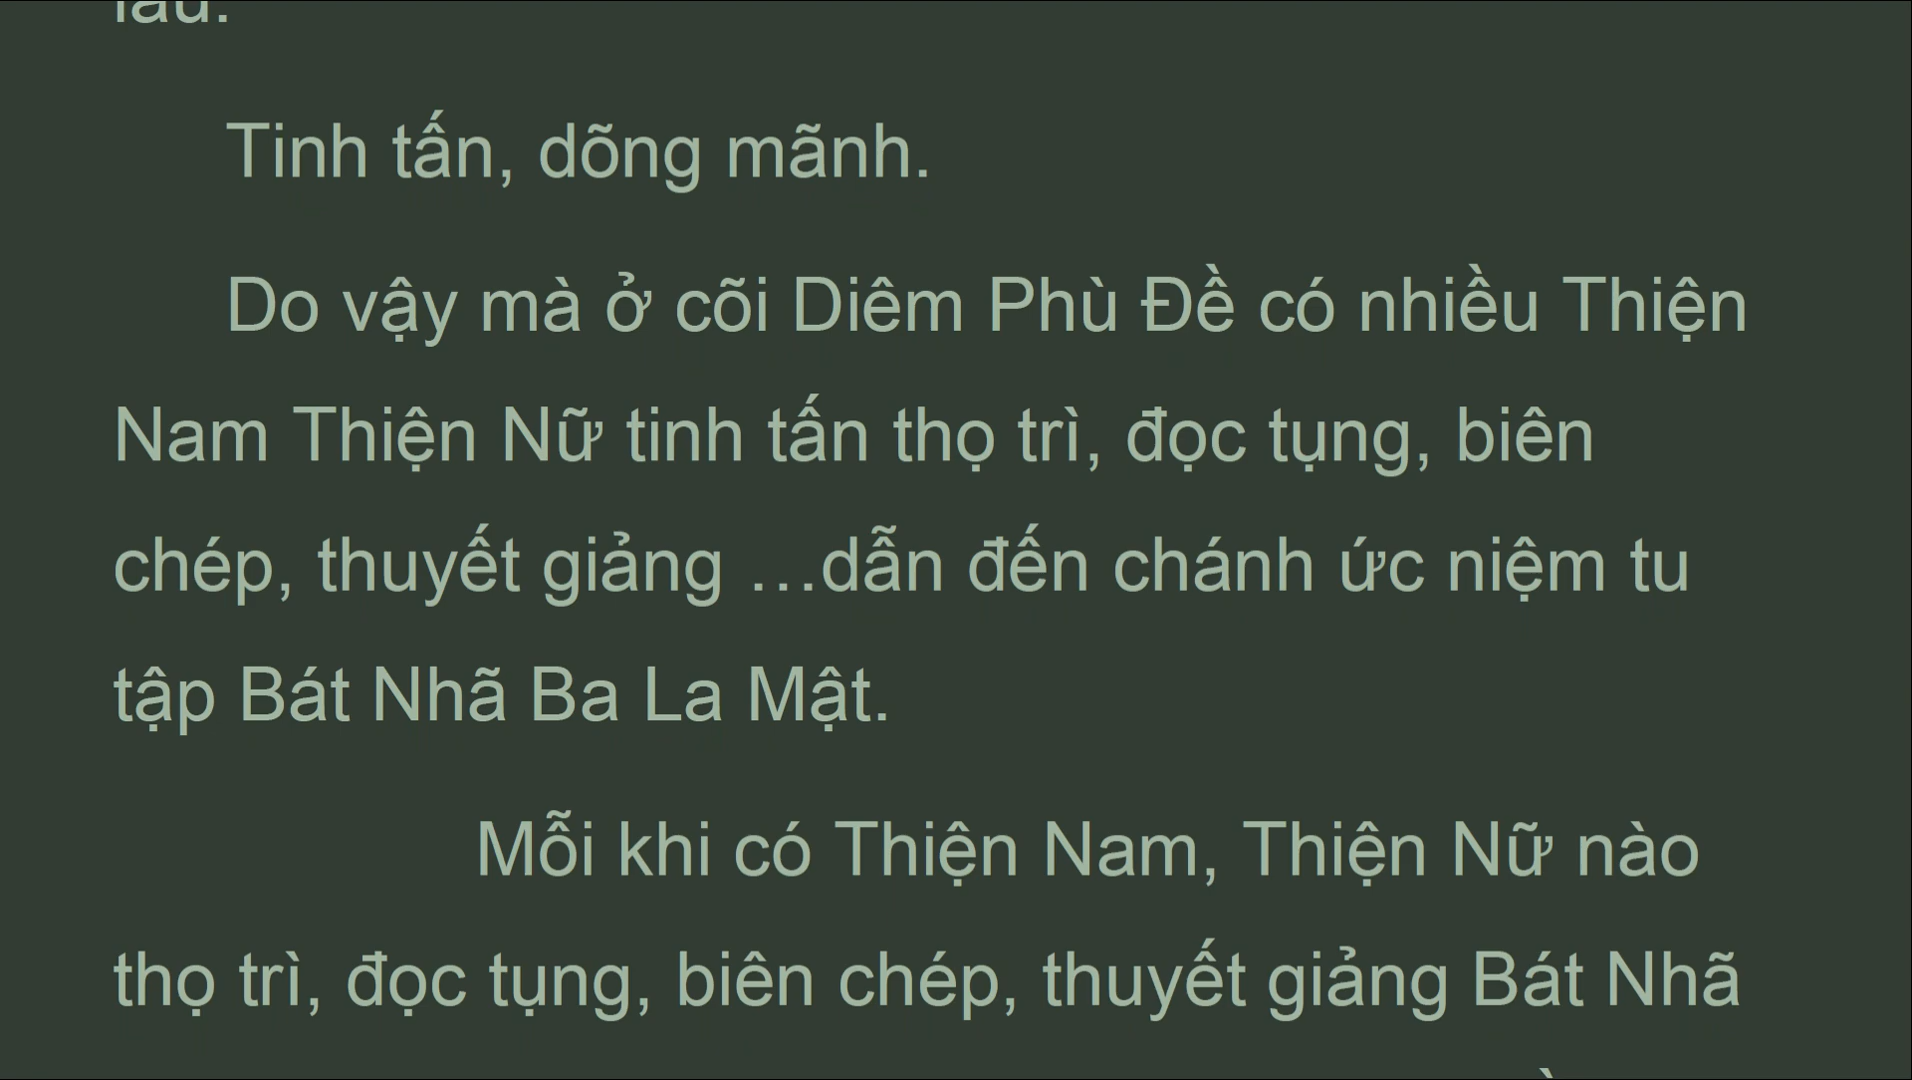 Tinh tấn, dõng mãnh.
Do vậy mà ở cõi Diêm Phù Đề có nhiều Thiện
Nam Thiện Nữ tinh tấn thọ trì, đọc tụng, biên
chép, thuyết giảng …dẫn đến chánh ức niệm tu
tập Bát Nhã Ba La Mật.
Mỗi khi có Thiện Nam, Thiện Nữ nào
thọ trì, đọc tụng, biên chép, thuyết giảng Bát Nhã